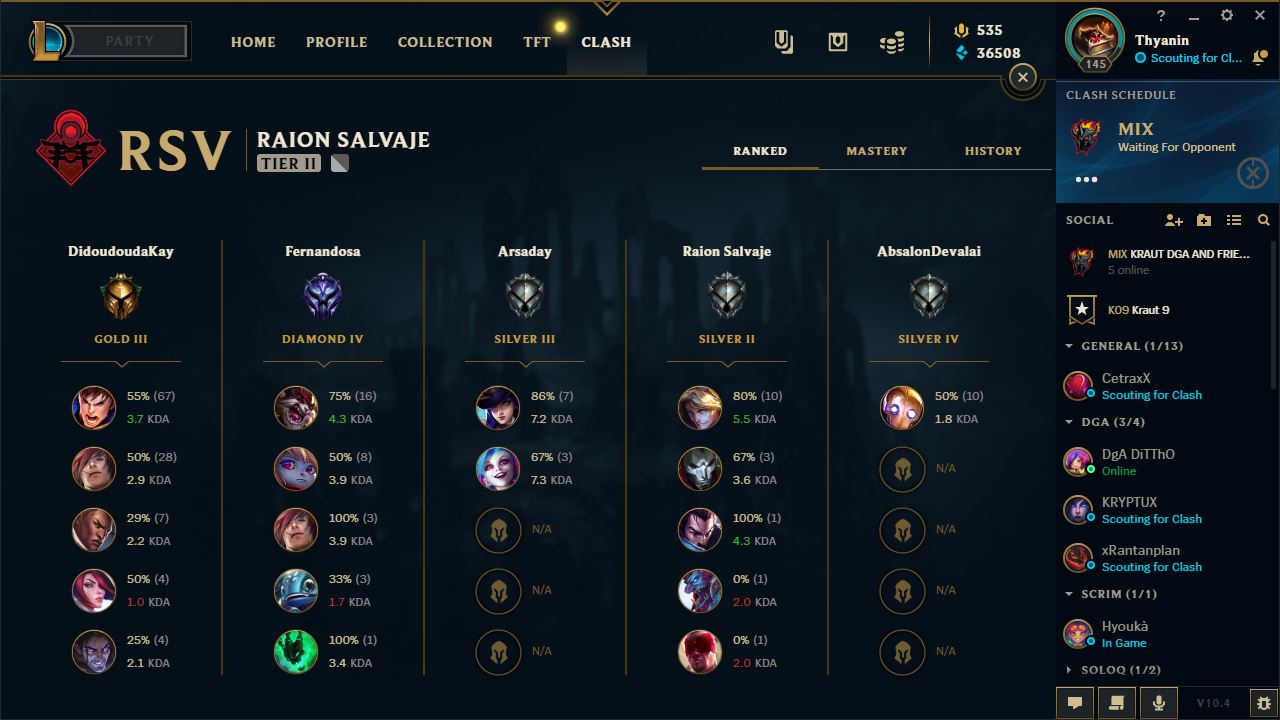 PARTY
HOME
PROFILE
COLLECTION
TFT
CLASH
535
36508
?
145
Thyanin
Scouting for Cl...
CLASH SCHEDULE
MIX
Waiting For Opponent
RSV
RAION SALVAJE
TIER II
RANKED
MASTERY
HISTORY
DidoudoudaKay
GOLD III
55% (67)
3.7 KDA
50% (28)
2.9 KDA
29% (7)
2.2 KDA
50% (4)
1.0 KDA
25% (4)
2.1 KDA
Fernandosa
DIAMOND IV
75% (16)
4.3 KDA
50% (8)
3.9 KDA
100% (3)
3.9 KDA
33% (3)
1.7 KDA
100% (1)
3.4 KDA
Arsaday
SILVER III
86% (7)
7.2 KDA
67% (3)
7.3 KDA
N/A
N/A
N/A
Raion Salvaje
SILVER II
80% (10)
5.5 KDA
67% (3)
3.6 KDA
100% (1)
4.3 KDA
0% (1)
2.0 KDA
0% (1)
2.0 KDA
AbsalonDevalai
SILVER IV
50% (10)
1.8 KDA
N/A
N/A
N/A
N/A
SOCIAL
MIX KRAUT DGA AND FRIE...
5 online
K09 Kraut 9
GENERAL (1/13)
CetraxX
Scouting for Clash
DGA (3/4)
DgA DiTThO
Online
KRYPTUX
Scouting for Clash
xRantanplan
Scouting for Clash
SCRIM (1/1)
Hyoukà
In Game
SOLOQ (1/2)
V10.4